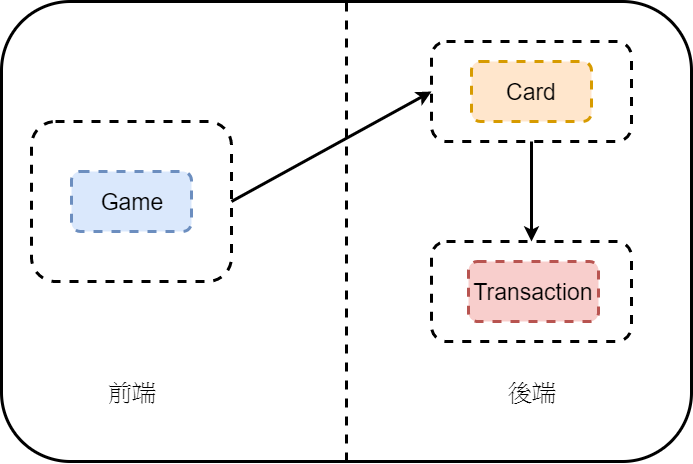 Card
Game
Transaction
前端
後端